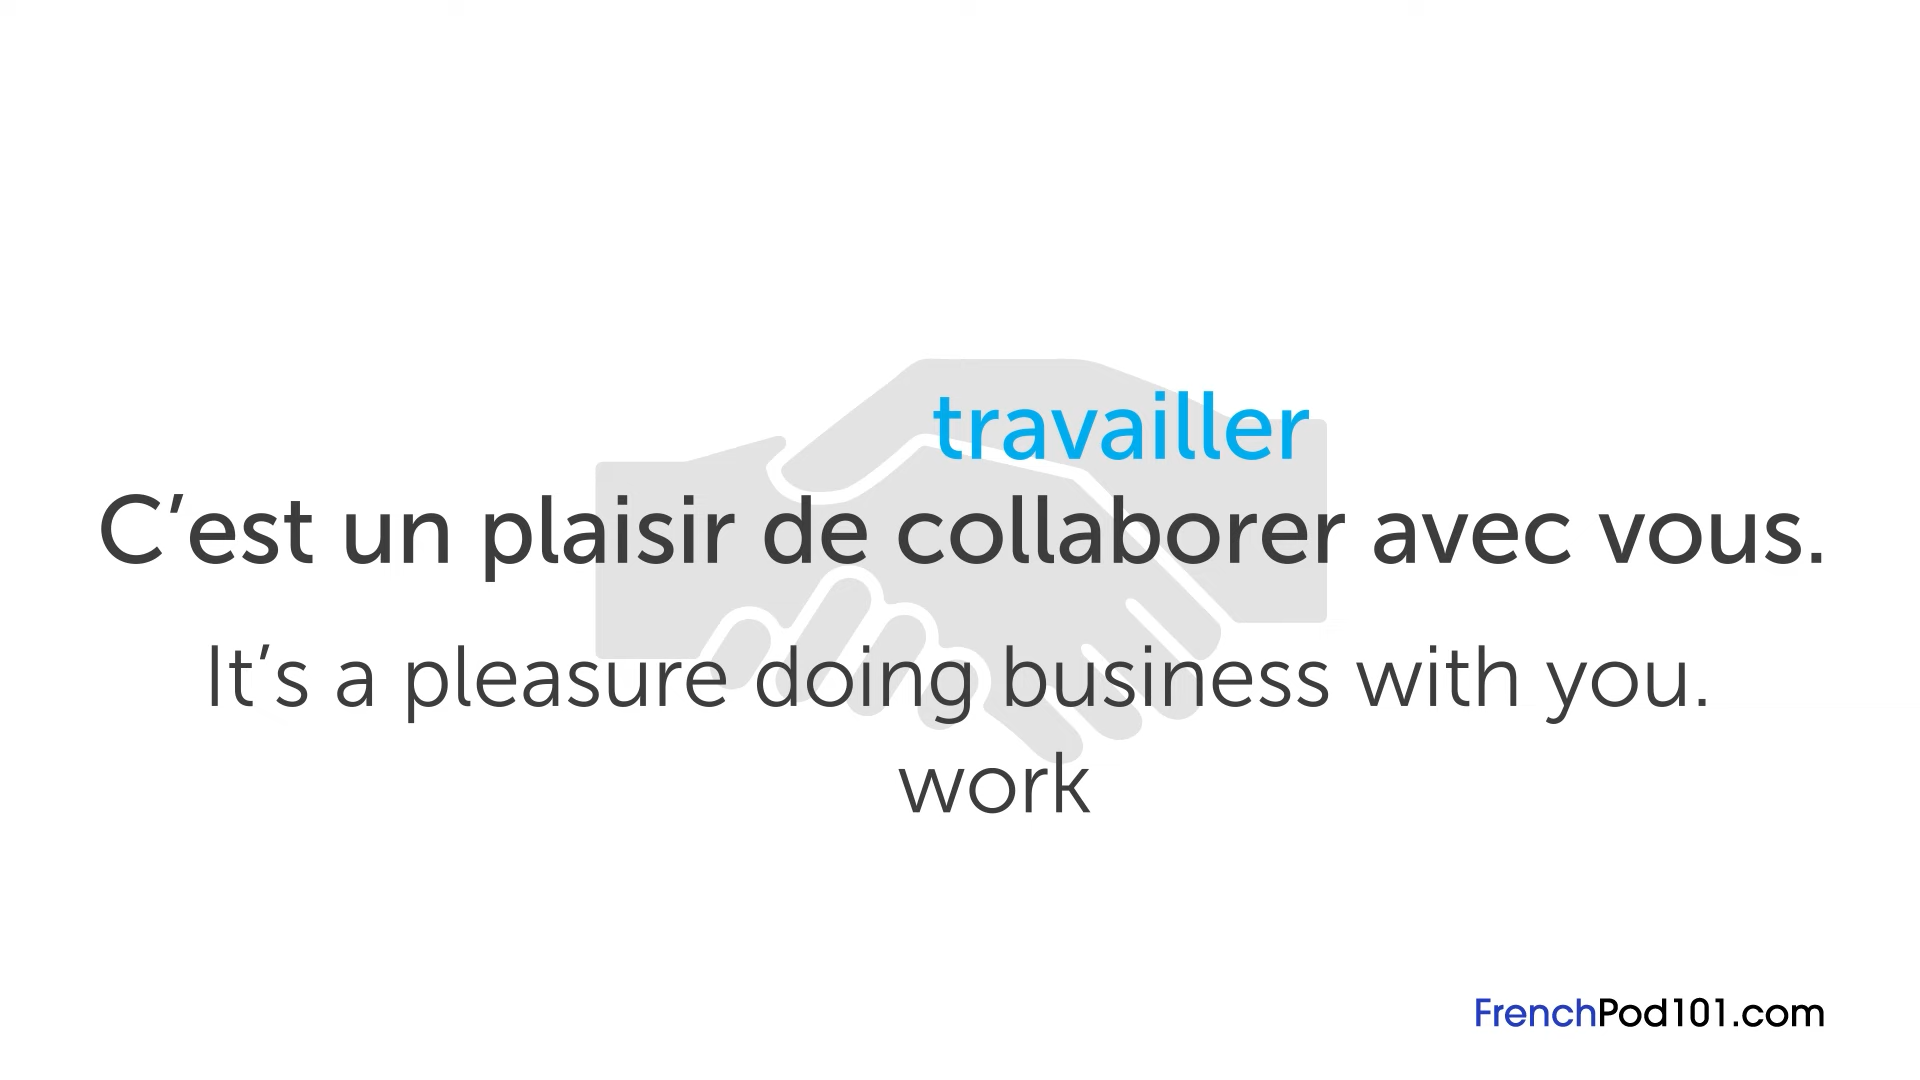 travailler
C’est un plaisir de collaborer avec vous.
It’s a pleasure doing business with you.
work
FrenchPod101.com